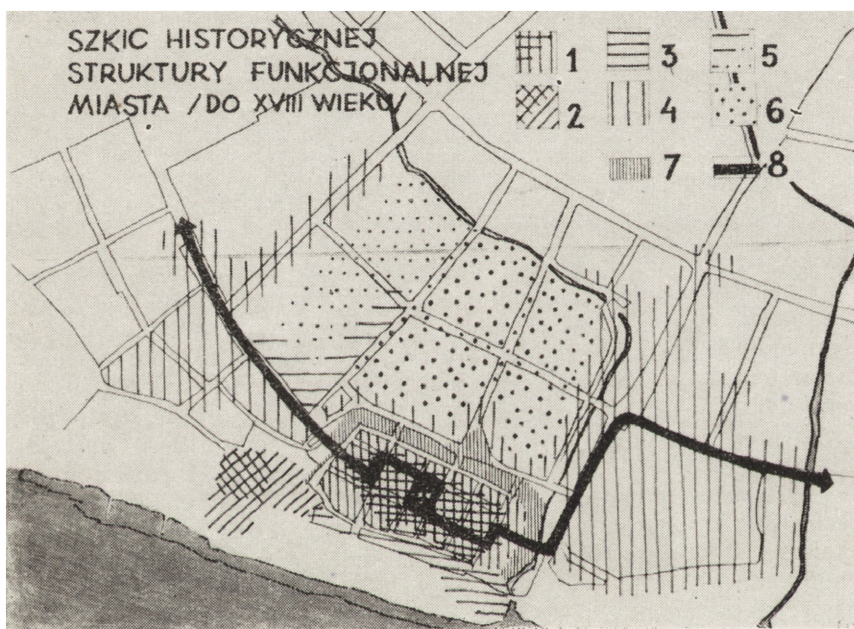 SZKIC HISTORYCZNEJ
STRUKTURY FUNKCJONALNEJ
MIASTA /DO XVIII WIEKU/
1 3 5
2 4 6
7 8